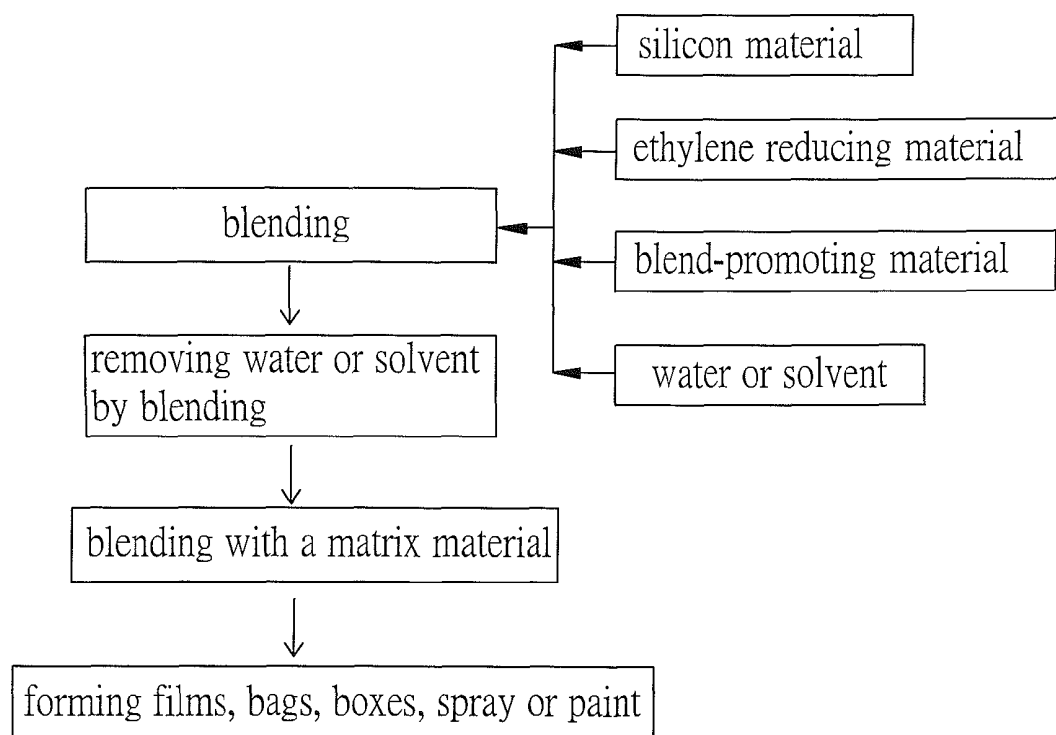 silicon material
ethylene reducing material
blending
blend-promoting material
removing water or solvent
by blending
water or solvent
blending with a matrix material
forming films, bags, boxes, spray or paint